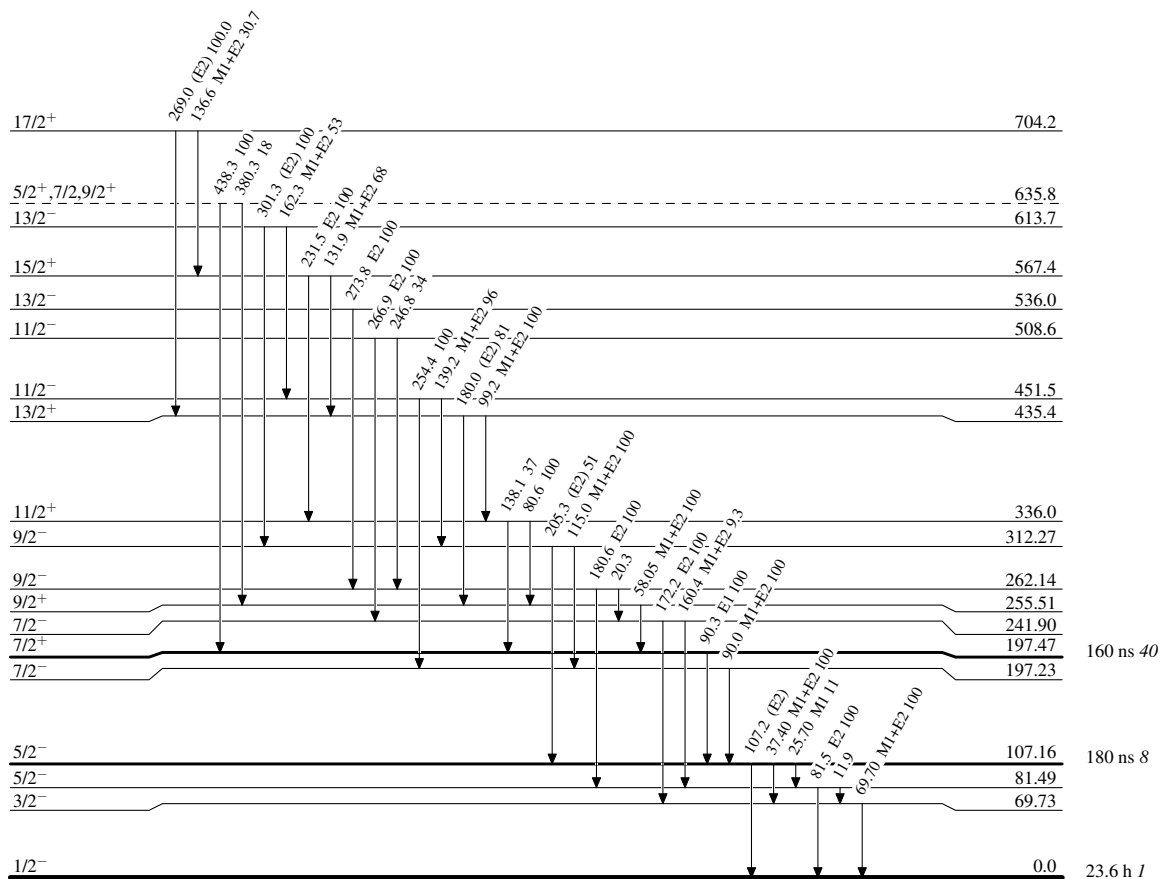 269.0 (E2) 100.0
136.6 M1+E2 30.7
17/2+ 704.2
438.3 100
380.3 18
5/2+,7/2,9/2+ 635.8
301.3 (E2) 100
162.3 M1+E2 53
13/2− 613.7
231.5 E2 100
131.9 M1+E2 68
15/2+ 567.4
273.8 E2 100
13/2− 536.0
266.9 E2 100
246.8 34
11/2− 508.6
254.4 100
139.2 M1+E2 96
11/2− 451.5
180.0 (E2) 81
99.2 M1+E2 100
13/2+ 435.4
138.1 37
80.6 100
11/2+ 336.0
205.3 (E2) 51
115.0 M1+E2 100
9/2− 312.27
180.6 E2 100
20.3
9/2− 262.14
58.05 M1+E2 100
9/2+ 255.51
172.2 E2 100
160.4 M1+E2 9.3
7/2− 241.90
90.3 E1 100
7/2+ 197.47 160 ns 40
90.0 M1+E2 100
7/2− 197.23
107.2 (E2)
37.40 M1+E2 100
25.70 M1 11
5/2− 107.16 180 ns 8
81.5 E2 100
11.9
5/2− 81.49
69.70 M1+E2 100
3/2− 69.73
1/2− 0.0 23.6 h 1